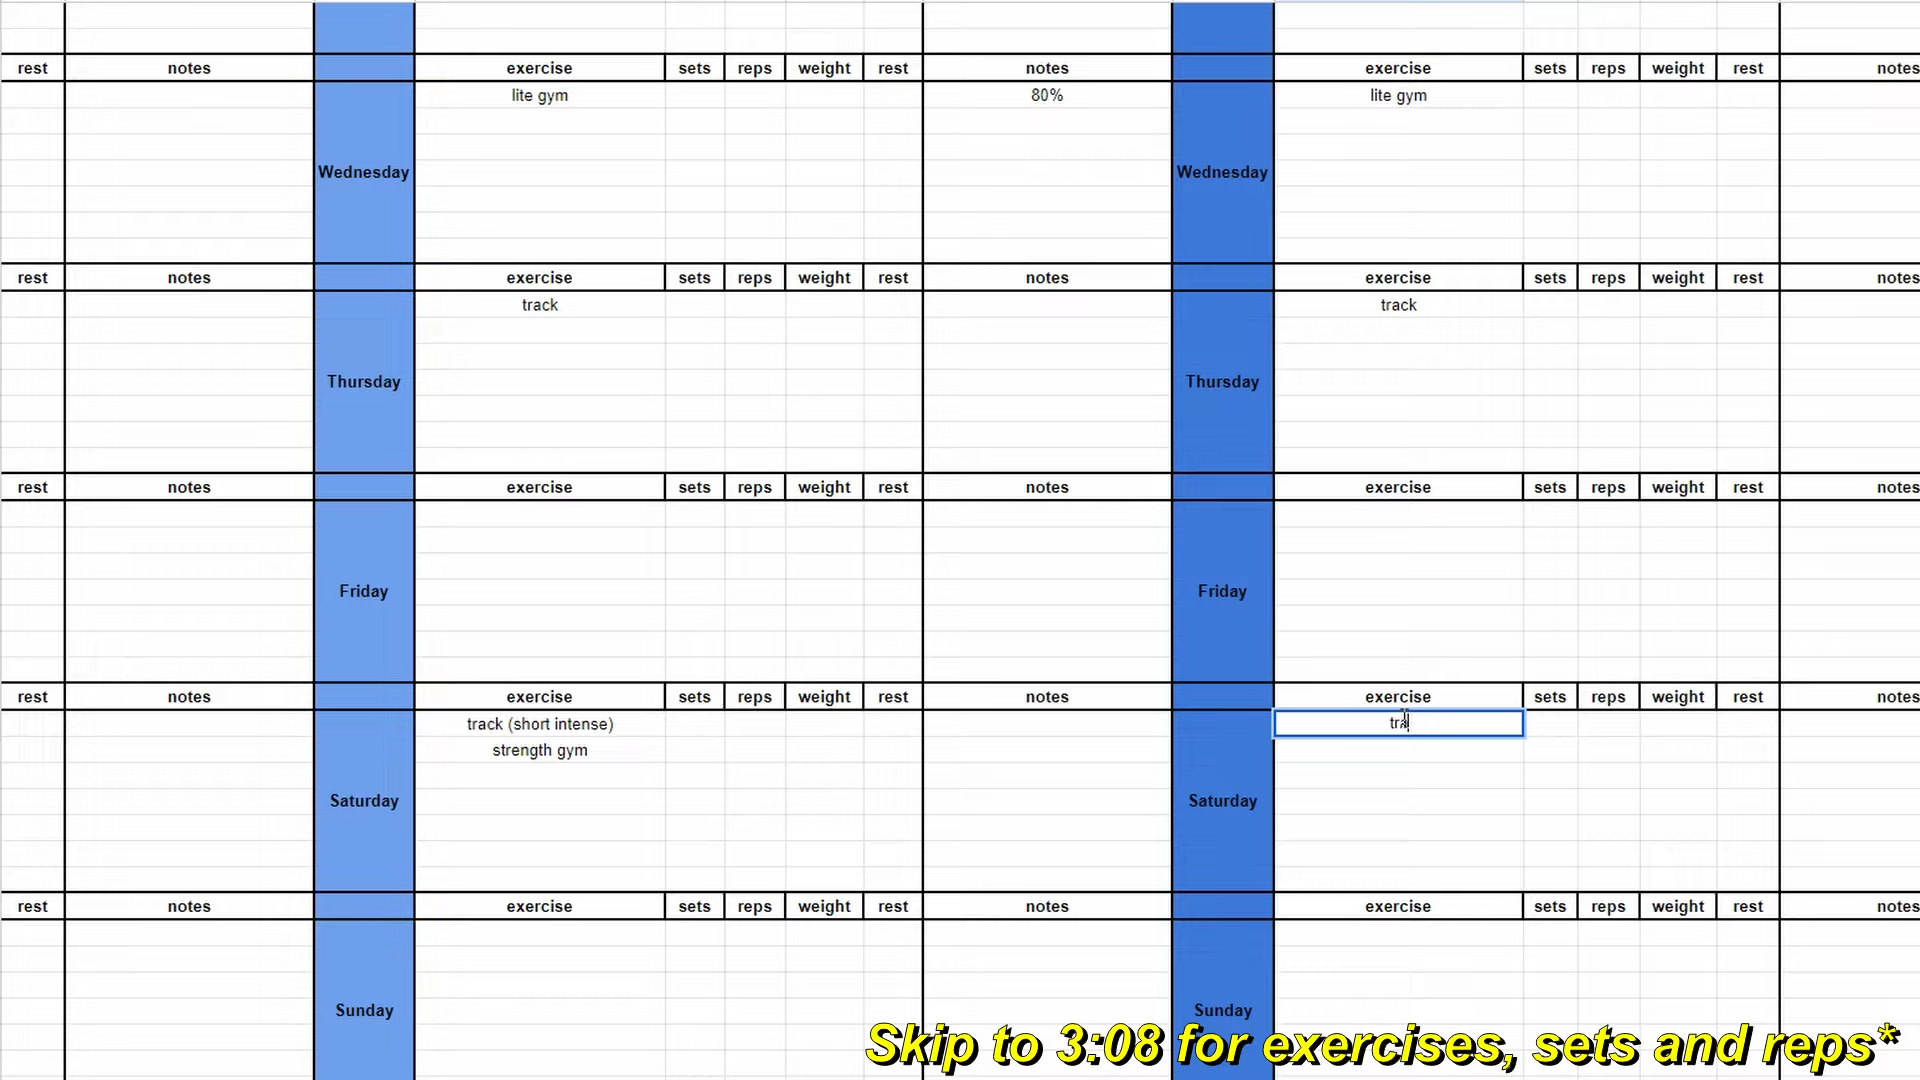 rest notes exercise sets reps weight rest notes exercise sets reps weight rest notes
lite gym 80% lite gym
Wednesday Wednesday
rest notes exercise sets reps weight rest notes exercise sets reps weight rest notes
track track
Thursday Thursday
rest notes exercise sets reps weight rest notes exercise sets reps weight rest notes
Friday Friday
rest notes exercise sets reps weight rest notes exercise sets reps weight rest notes
track (short intense) tra
strength gym
Saturday Saturday
rest notes exercise sets reps weight rest notes exercise sets reps weight rest notes
Sunday Sunday
Skip to 3:08 for exercises, sets and reps*